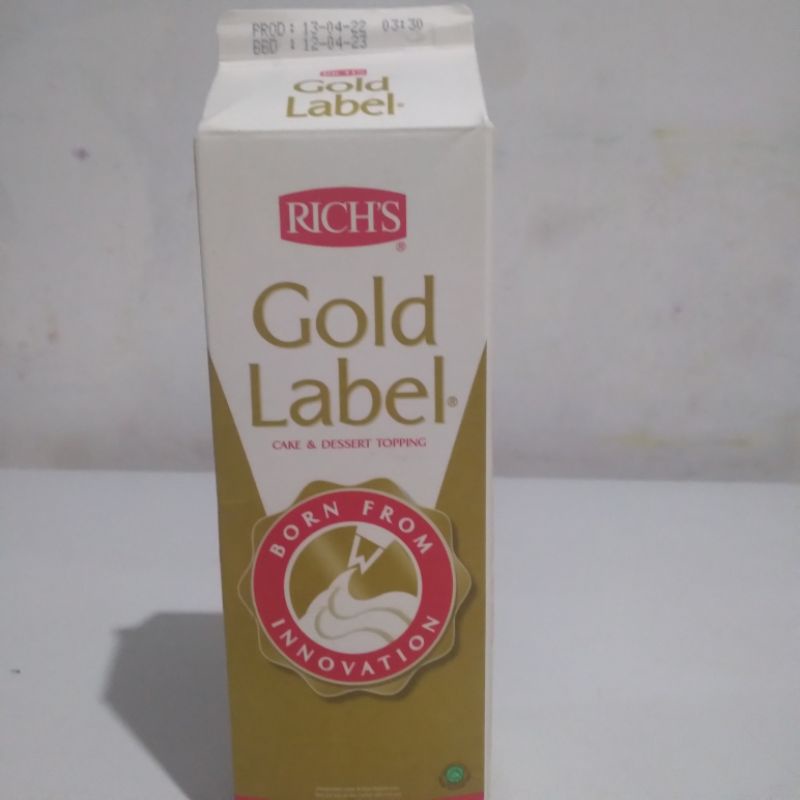 PROD : 13-04-22 03:30
BBD : 12-04-23
Gold
Label
RICH'S
®
Gold
Label®
CAKE & DESSERT TOPPING
BORN FROM
INNOVATION